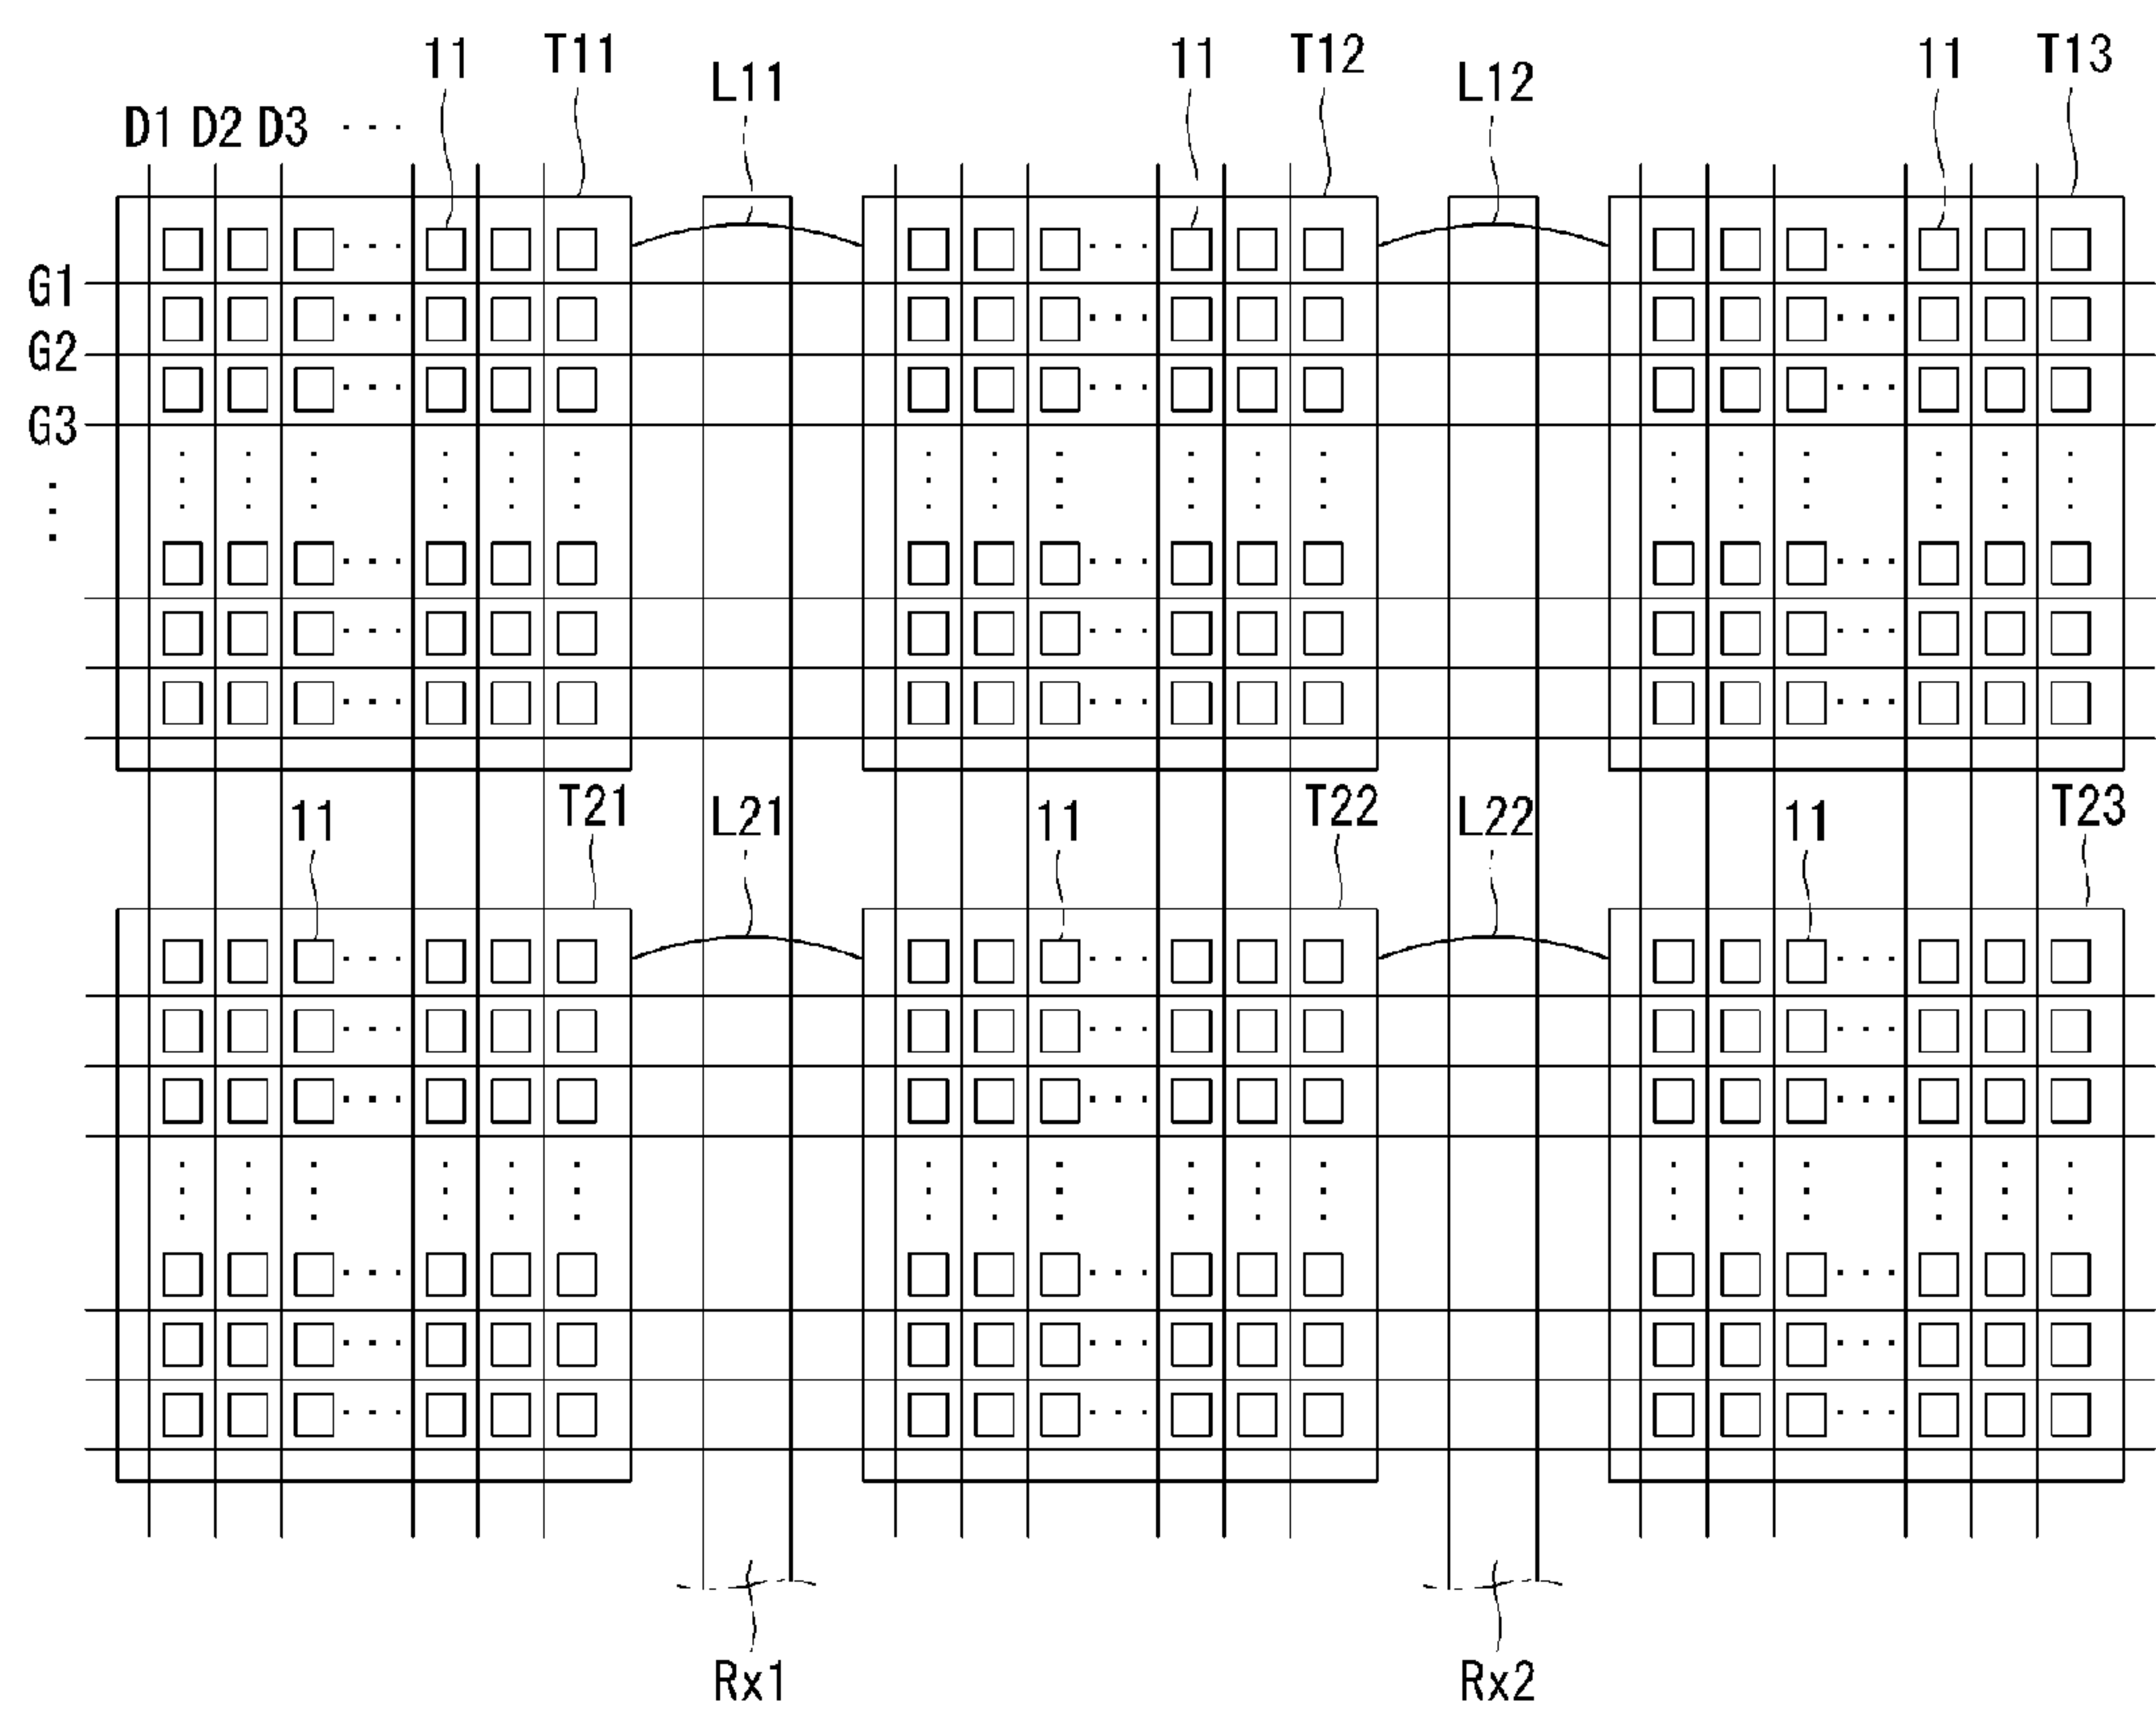 11 T11 L11 11 T12 L12 11 T13
D1 D2 D3 ...
G1
G2
G3
11 T21 L21 11 T22 L22 11 T23
Rx1 Rx2